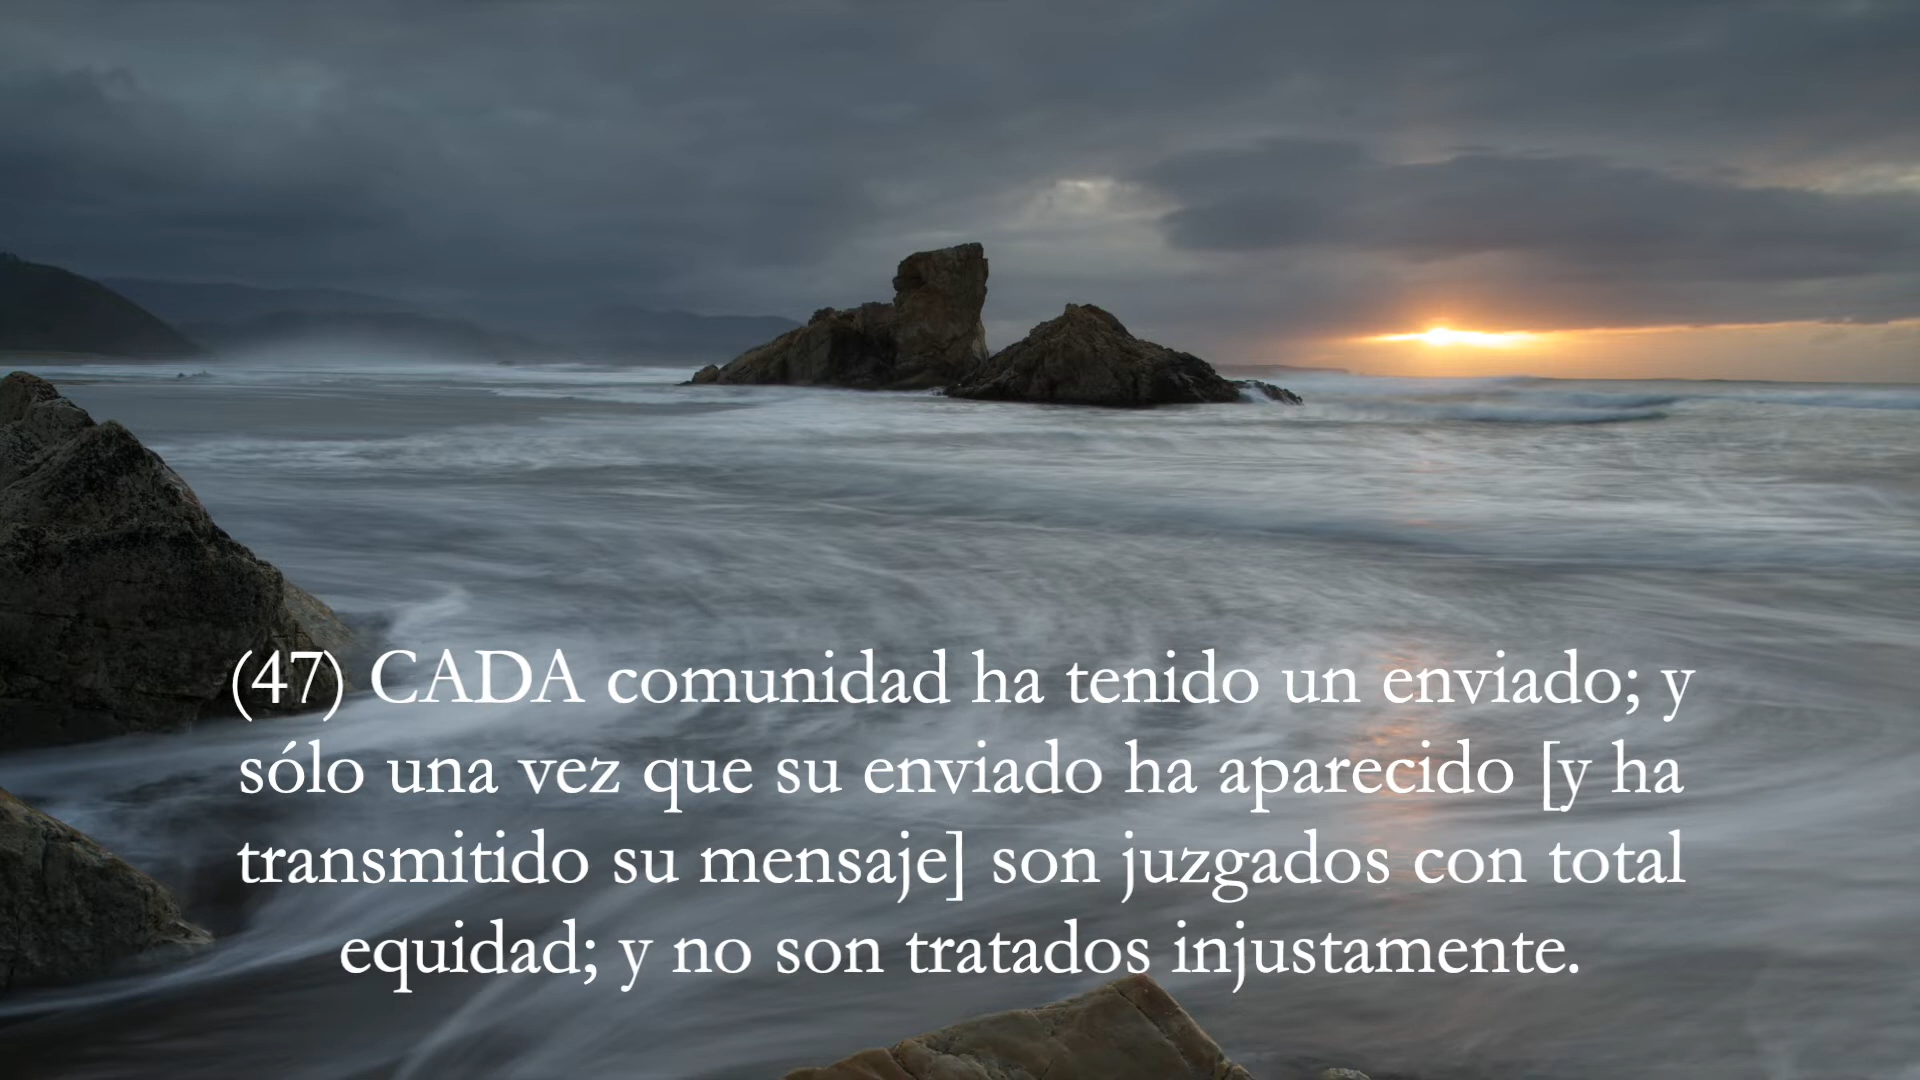 (47) CADA comunidad ha tenido un enviado; y
sólo una vez que su enviado ha aparecido [y ha
transmitido su mensaje] son juzgados con total
equidad; y no son tratados injustamente.